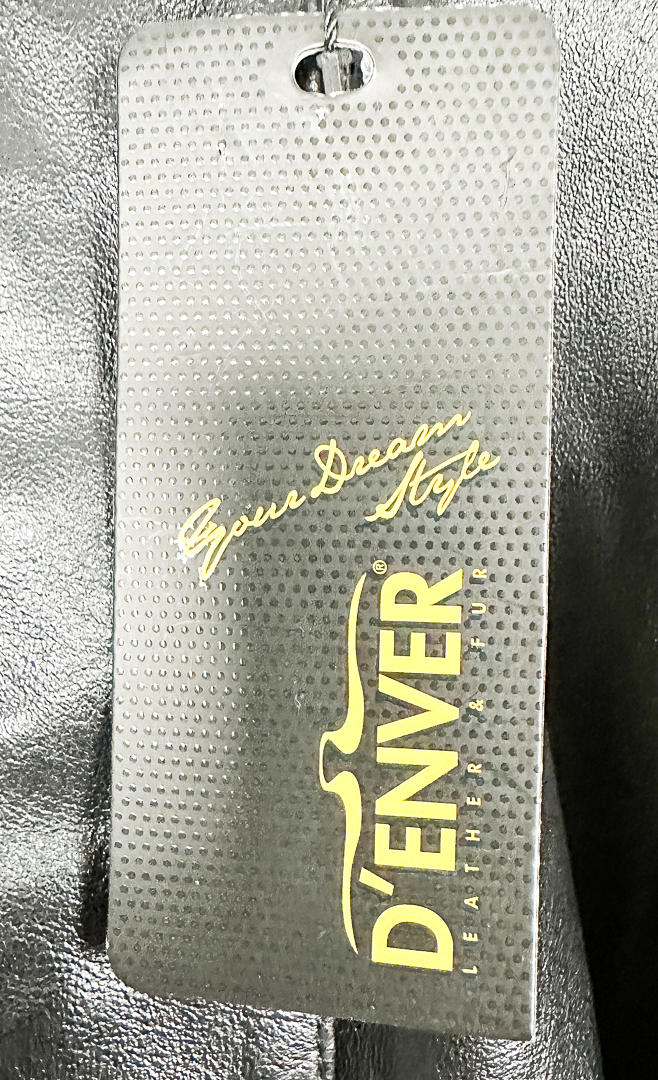 Your Dream
Style
D'ENVER®
LEATHER & FUR